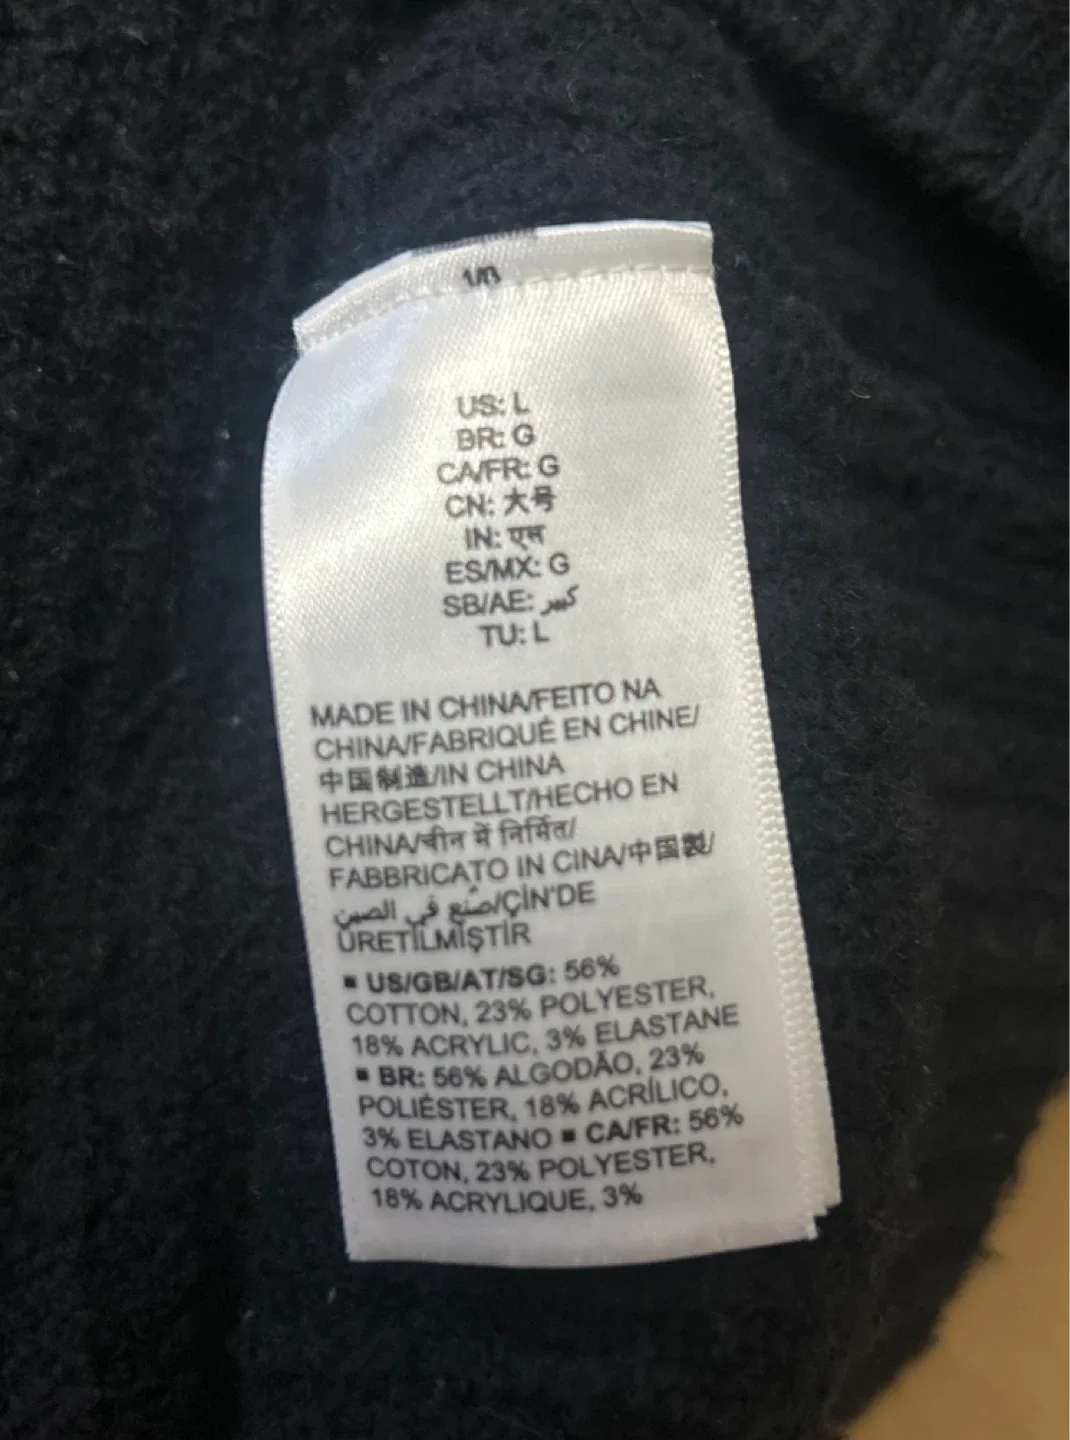 US: L
BR: G
CA/FR: G
CN: 大号
IN: एल
ES/MX: G
SB/AE: كبير
TU: L
MADE IN CHINA/FEITO NA
CHINA/FABRIQUÉ EN CHINE/
中国制造/IN CHINA
HERGESTELLT/HECHO EN
CHINA/चीन में निर्मित/
FABBRICATO IN CINA/中国製/
صُنع في الصين/ÇİN'DE
ÜRETİLMİŞTİR
▪ US/GB/AT/SG: 56%
COTTON, 23% POLYESTER,
18% ACRYLIC, 3% ELASTANE
▪ BR: 56% ALGODÃO, 23%
POLIÉSTER, 18% ACRÍLICO,
3% ELASTANO ▪ CA/FR: 56%
COTON, 23% POLYESTER,
18% ACRYLIQUE, 3%